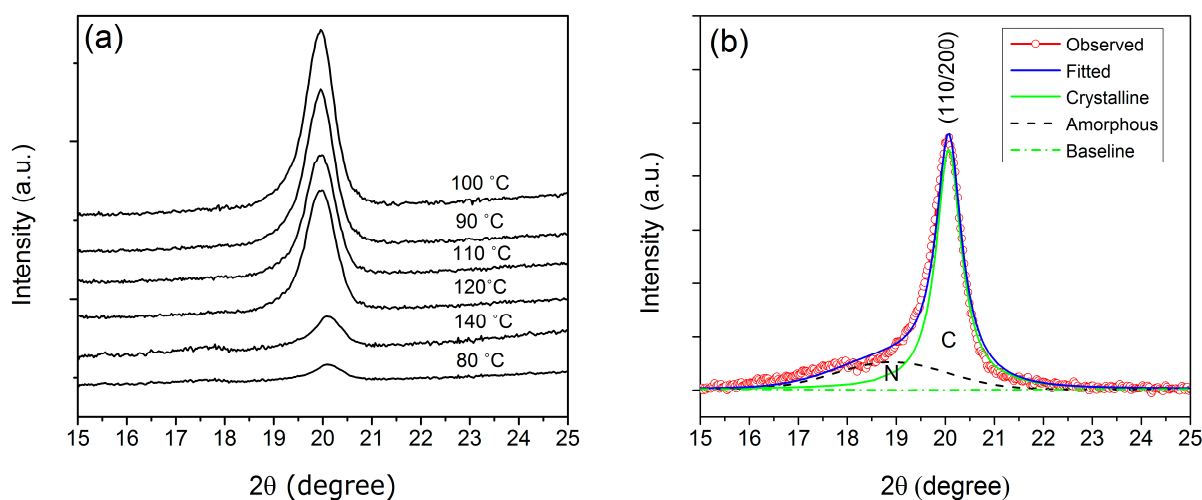 (a)
100 °C
90 °C
110 °C
120°C
140 °C
80 °C
Intensity (a.u.)
15 16 17 18 19 20 21 22 23 24 25
2θ (degree)
(b)
(110/200)
Observed
Fitted
Crystalline
Amorphous
Baseline
C
N
Intensity (a.u.)
15 16 17 18 19 20 21 22 23 24 25
2θ (degree)